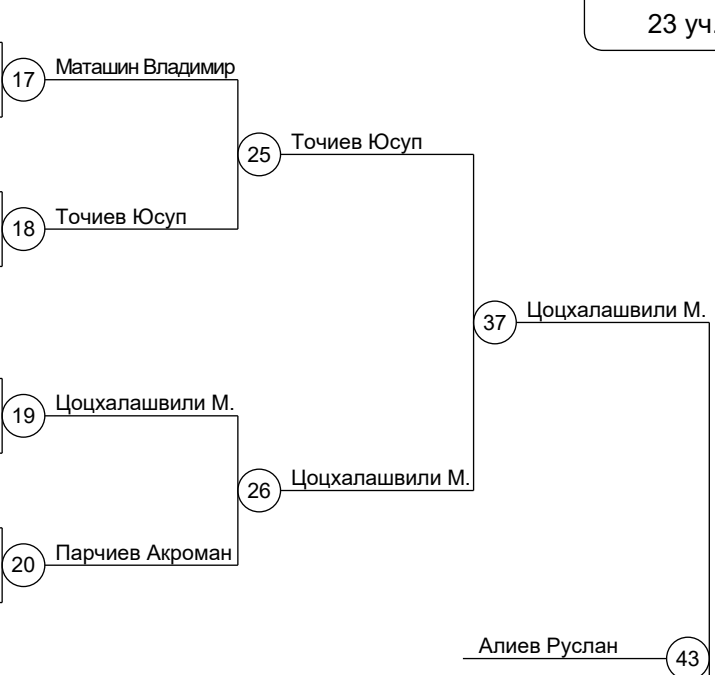 23 уч.
17 Маташин Владимир
25 Точиев Юсуп
18 Точиев Юсуп
37 Цоцхалашвили М.
19 Цоцхалашвили М.
26 Цоцхалашвили М.
20 Парчиев Акроман
Алиев Руслан 43